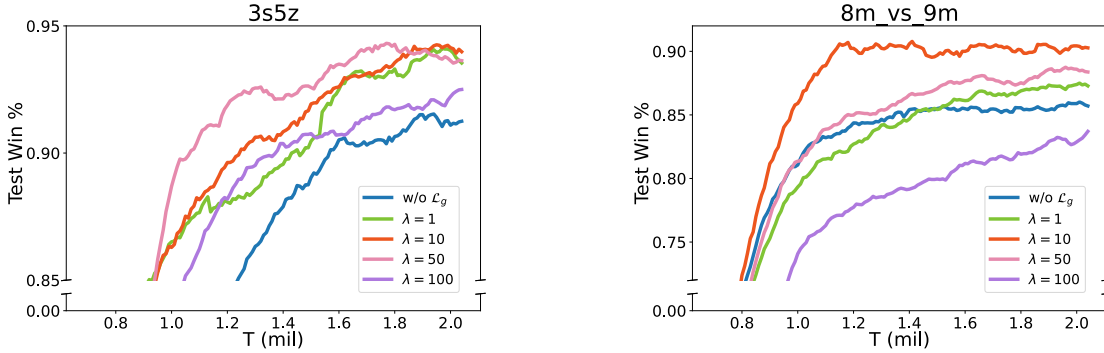 3s5z
Test Win %
0.95
0.90
0.85
0.00
0.8 1.0 1.2 1.4 1.6 1.8 2.0
T (mil)
w/o ℒg
λ = 1
λ = 10
λ = 50
λ = 100
8m_vs_9m
Test Win %
0.90
0.85
0.80
0.75
0.00
0.8 1.0 1.2 1.4 1.6 1.8 2.0
T (mil)
w/o ℒg
λ = 1
λ = 10
λ = 50
λ = 100